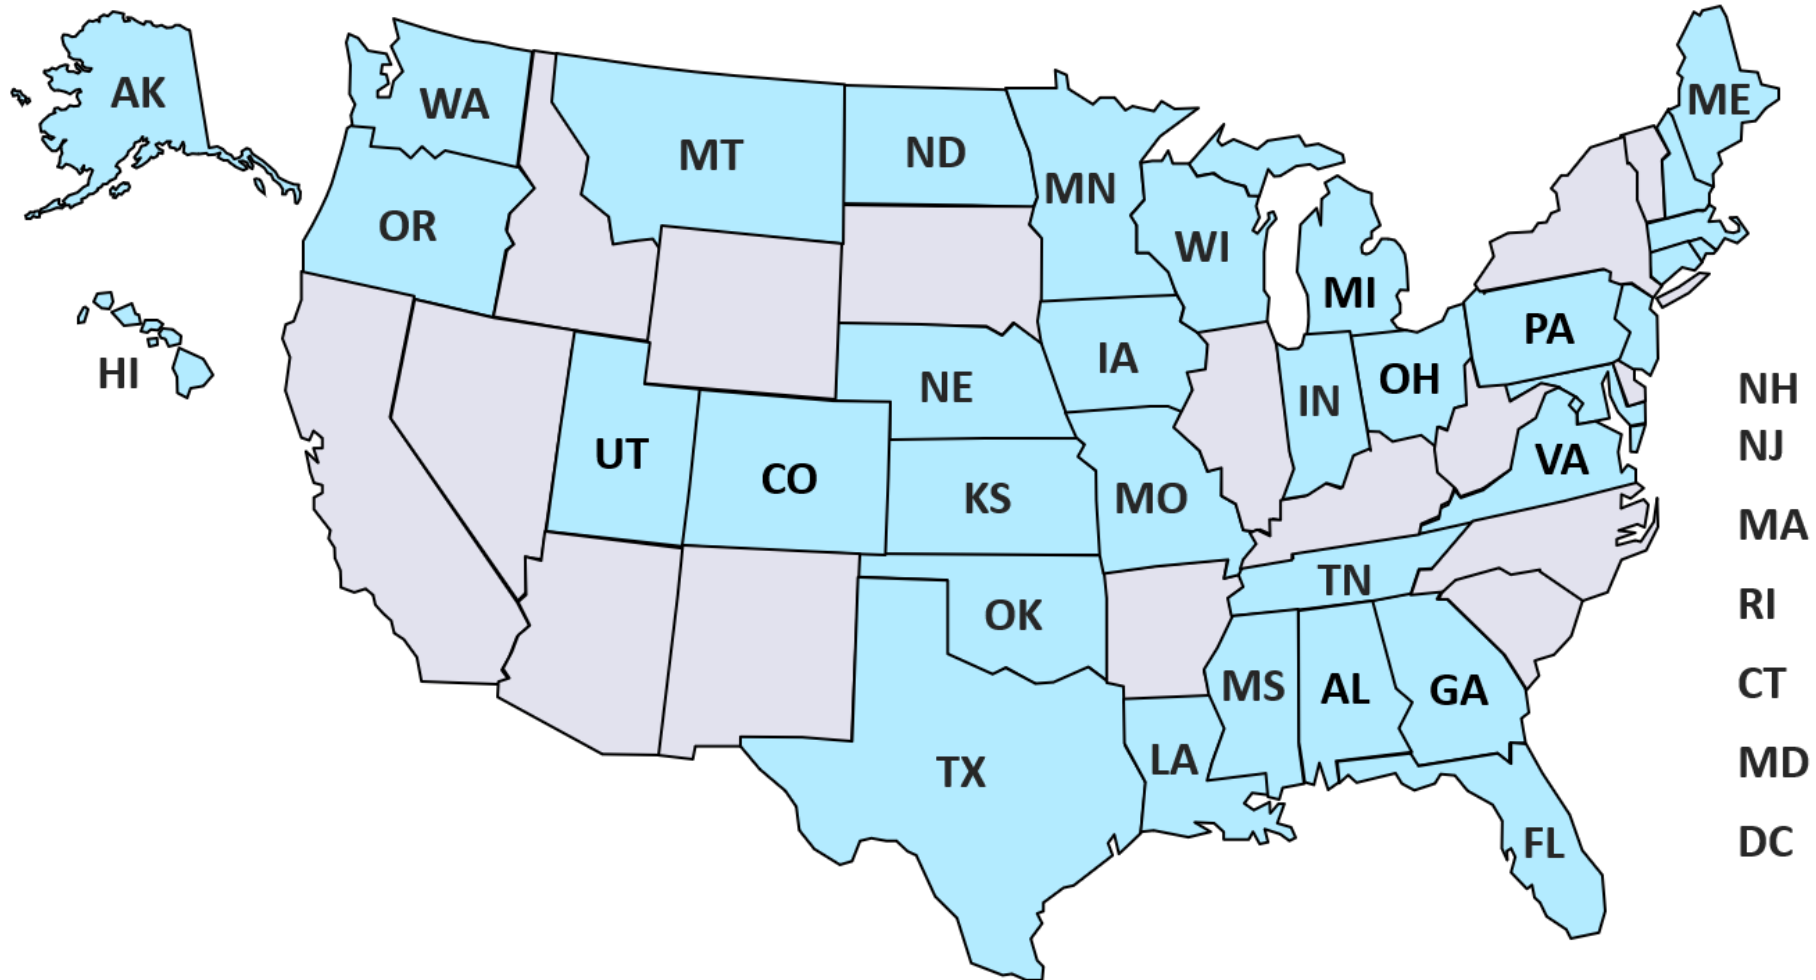 AK
WA
ME
MT
ND
MN
OR
WI
MI
PA
IA
HI
OH
NE
NH
IN
NJ
UT
VA
CO
KS
MO
MA
TN
RI
OK
CT
MS
AL
GA
LA
MD
TX
DC
FL